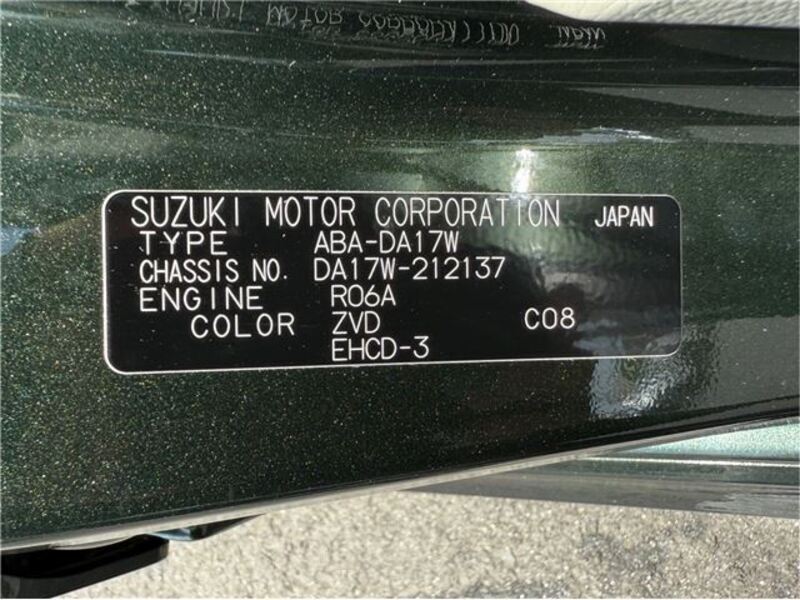 SUZUKI MOTOR CORPORATION JAPAN
TYPE ABA-DA17W
CHASSIS NO. DA17W-212137
ENGINE R06A
COLOR ZVD C08
EHCD-3